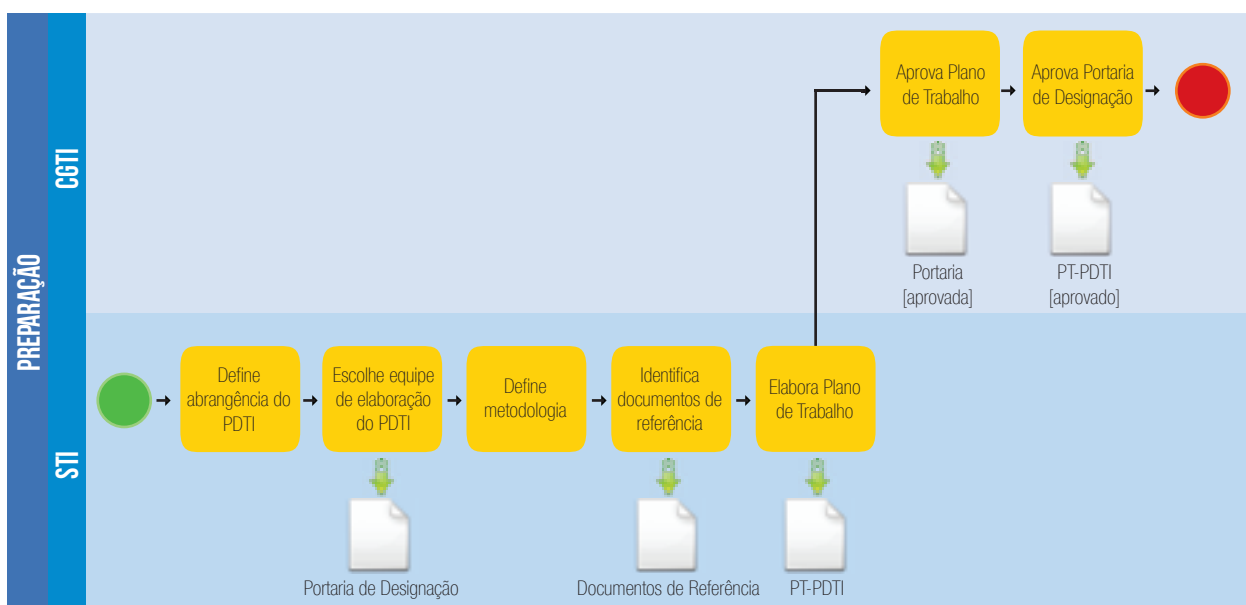 PREPARAÇÃO
CGTI
Aprova Plano
de Trabalho
Aprova Portaria
de Designação
Portaria
[aprovada]
PT-PDTI
[aprovado]
STI
Define
abrangência do
PDTI
Escolhe equipe
de elaboração
do PDTI
Define
metodologia
Identifica
documentos de
referência
Elabora Plano
de Trabalho
Portaria de Designação
Documentos de Referência
PT-PDTI